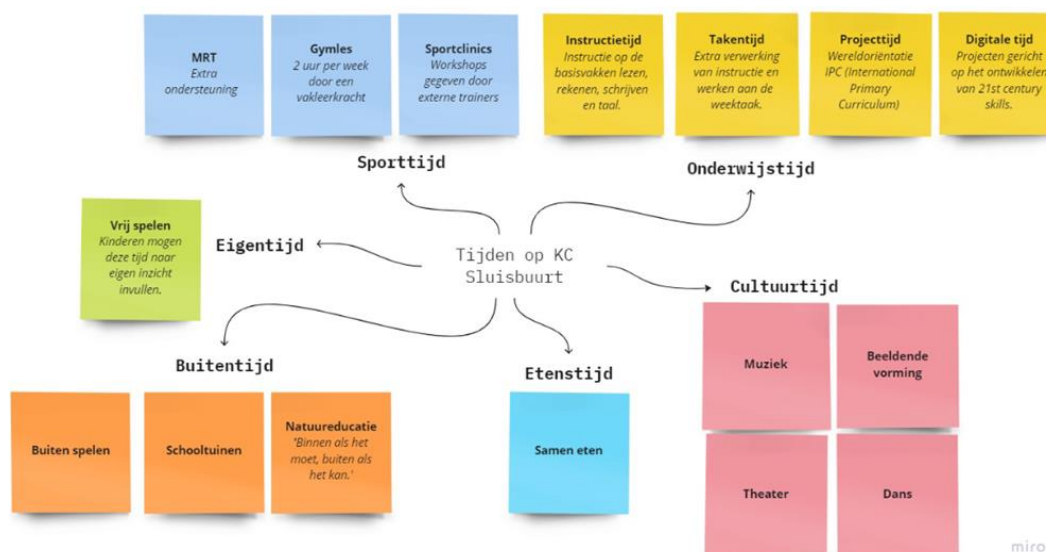 MRT
Extra
ondersteuning
Gymles
2 uur per week
door een
vakleerkracht
Sportclinics
Workshops
gegeven door
externe trainers
Instructietijd
Instructie op de
basisvakken lezen,
rekenen, schrijven
en taal.
Takentijd
Extra verwerking
van instructie en
werken aan de
weektaak.
Projecttijd
Wereldoriëntatie
IPC (International
Primary
Curriculum)
Digitale tijd
Projecten gericht
op het ontwikkelen
van 21st century
skills.
Sporttijd
Onderwijstijd
Vrij spelen
Kinderen mogen
deze tijd naar
eigen inzicht
invullen.
Eigentijd
Tijden op KC
Sluisbuurt
Cultuurtijd
Buitentijd
Etenstijd
Muziek
Beeldende
vorming
Buiten spelen
Schooltuinen
Natuureducatie
'Binnen als het
moet, buiten als
het kan.'
Samen eten
Theater
Dans
miro